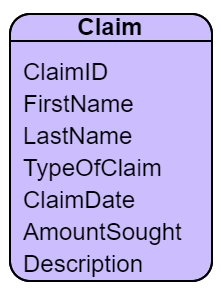 Claim
ClaimID
FirstName
LastName
TypeOfClaim
ClaimDate
AmountSought
Description